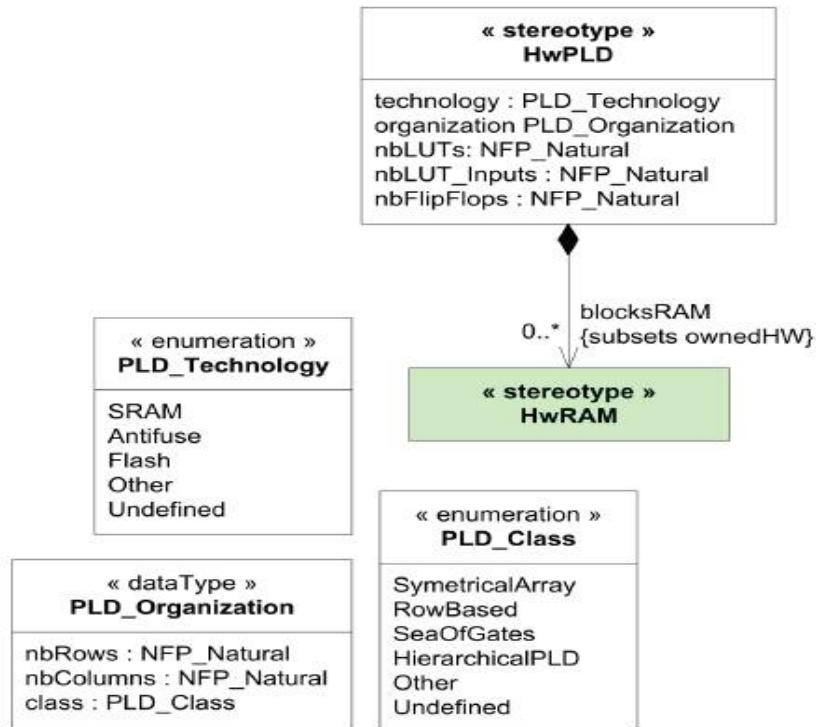 « stereotype »
HwPLD
technology : PLD_Technology
organization PLD_Organization
nbLUTs: NFP_Natural
nbLUT_Inputs : NFP_Natural
nbFlipFlops : NFP_Natural
blocksRAM
0..* {subsets ownedHW}
« stereotype »
HwRAM
« enumeration »
PLD_Technology
SRAM
Antifuse
Flash
Other
Undefined
« enumeration »
PLD_Class
SymetricalArray
RowBased
SeaOfGates
HierarchicalPLD
Other
Undefined
« dataType »
PLD_Organization
nbRows : NFP_Natural
nbColumns : NFP_Natural
class : PLD_Class